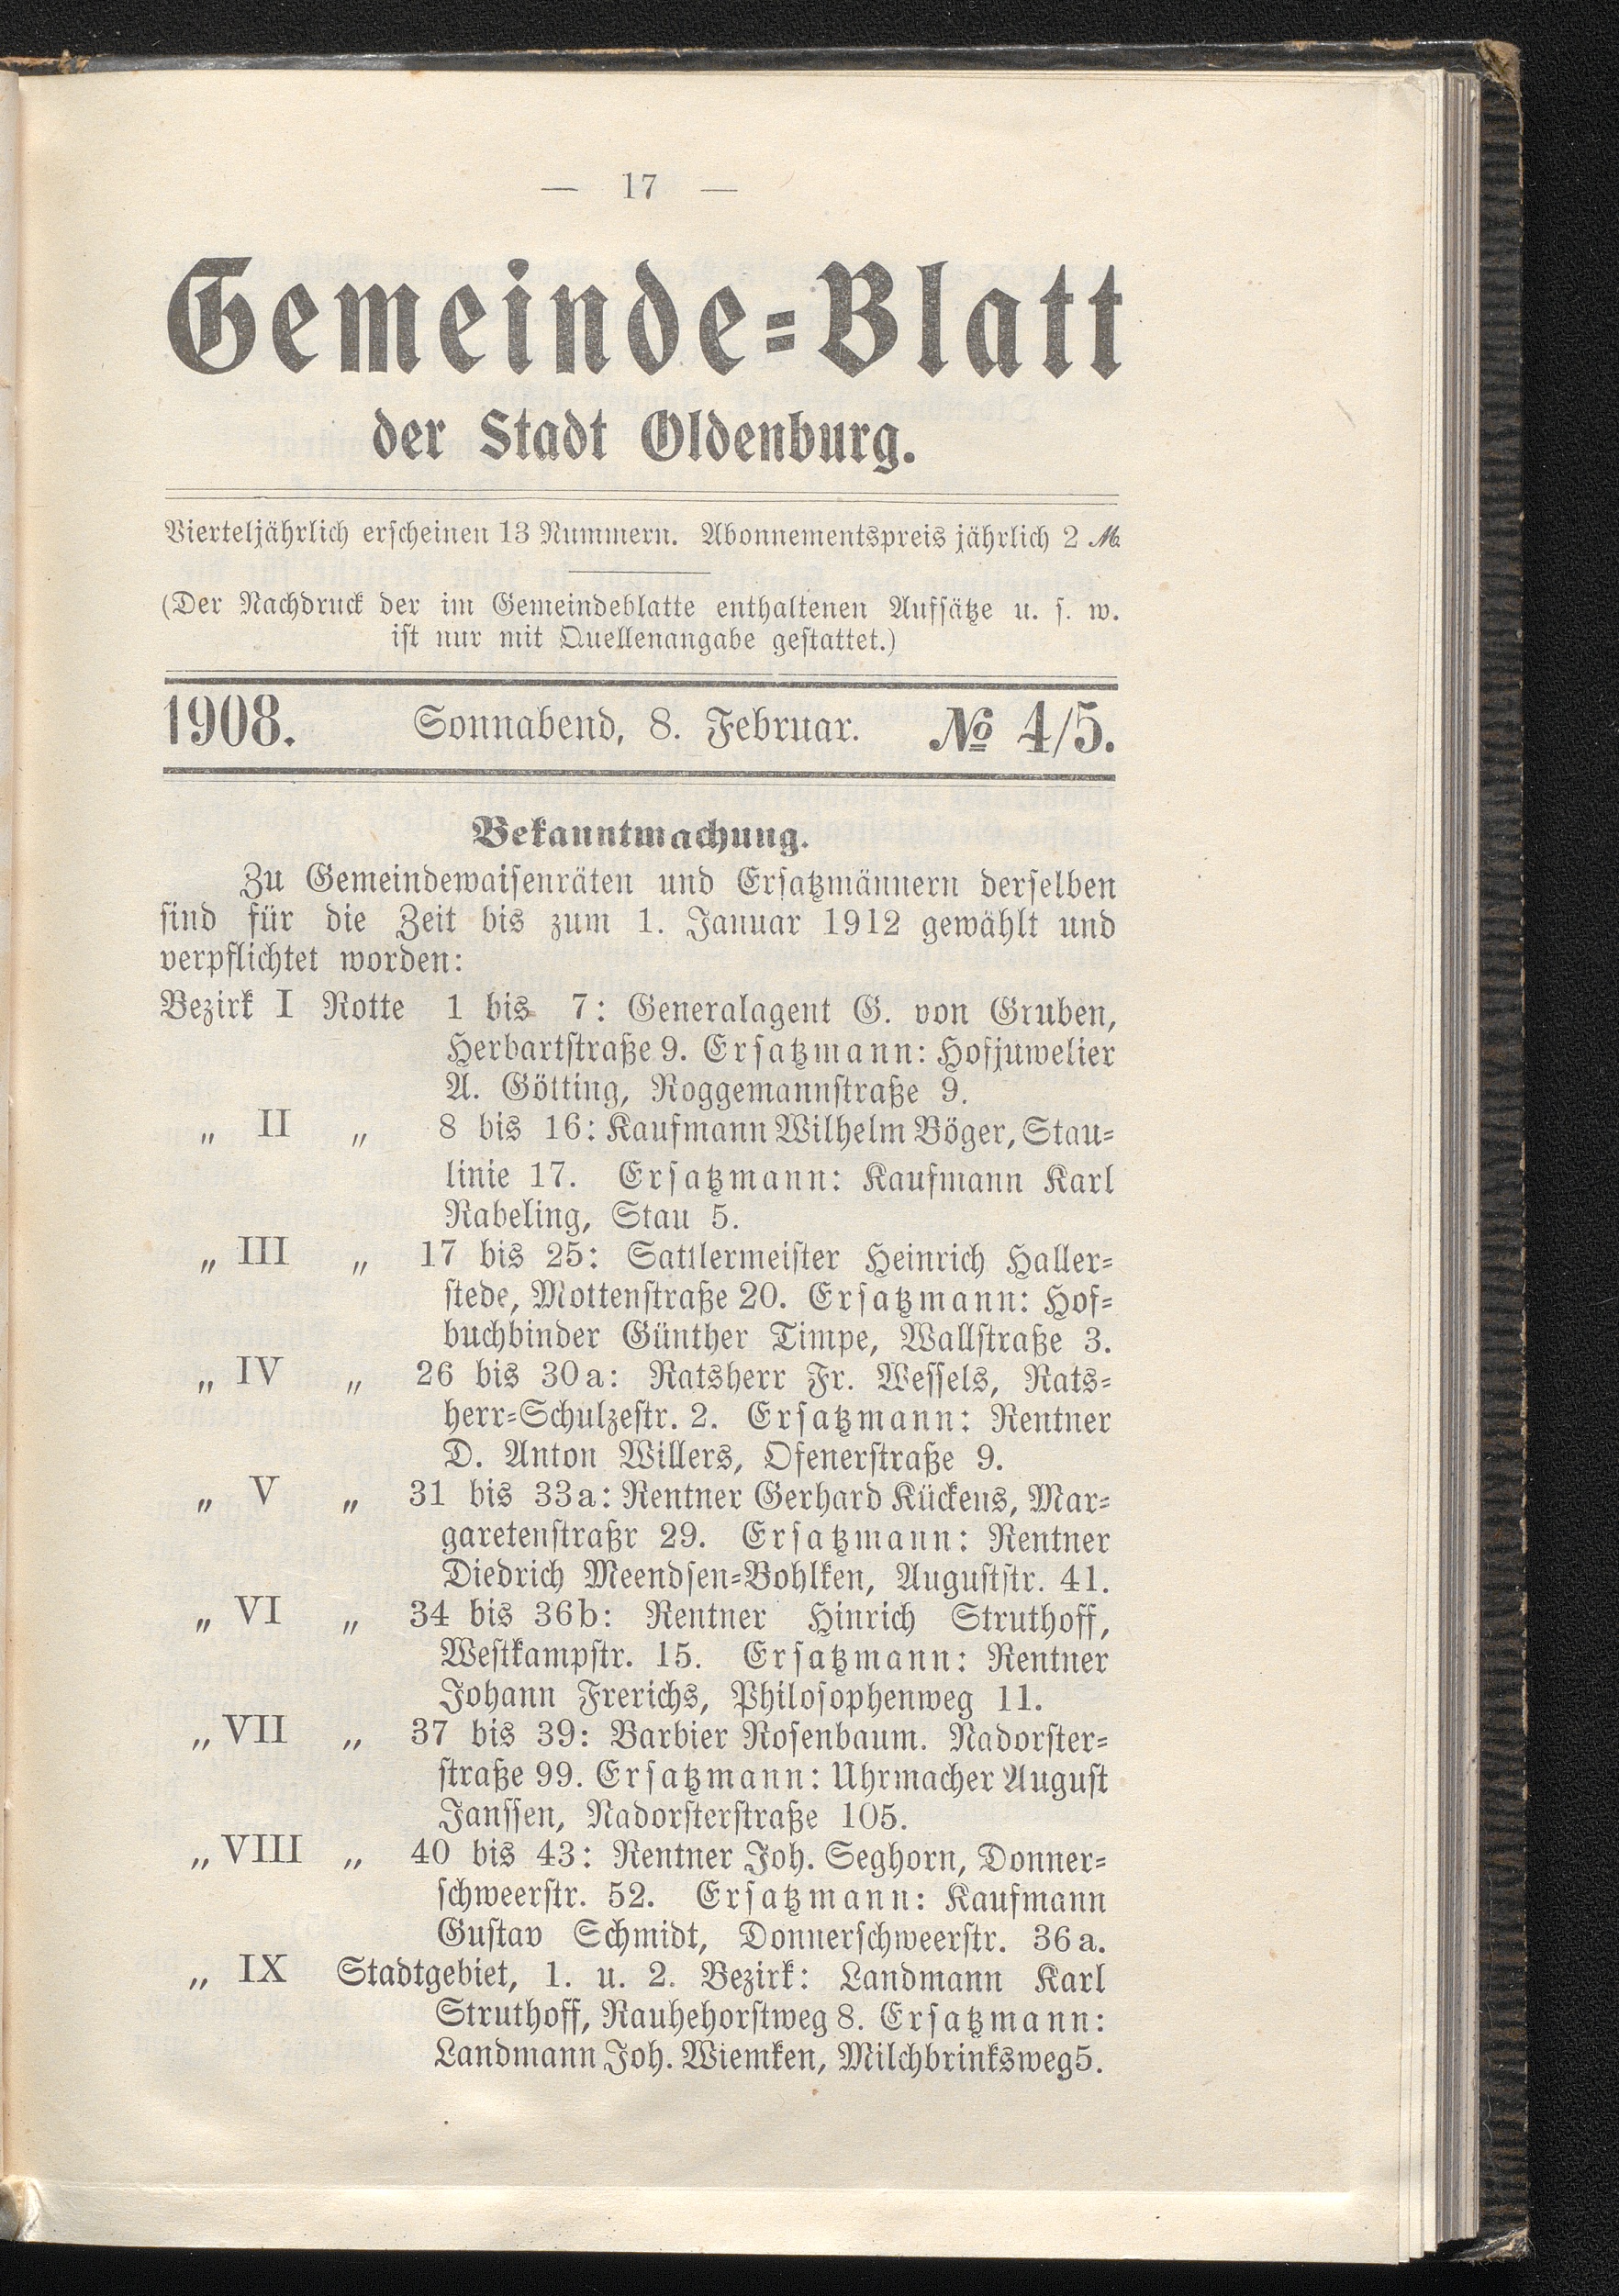 — 17 —
Gemeinde-Blatt
der Stadt Oldenburg.
Vierteljährlich erscheinen 13 Nummern. Abonnementspreis jährlich 2 ℳ.
(Der Nachdruck der im Gemeindeblatte enthaltenen Aufsätze u. s. w.
ist nur mit Quellenangabe gestattet.)
1908. Sonnabend, 8. Februar. № 4/5.
Bekanntmachung.
Zu Gemeindewaisenräten und Ersatzmännern derselben
sind für die Zeit bis zum 1. Januar 1912 gewählt und
verpflichtet worden:
Bezirk I Rotte 1 bis 7: Generalagent G. von Gruben,
Herbartstraße 9. Ersatzmann: Hofjuwelier
A. Götting, Roggemannstraße 9.
„ II „ 8 bis 16: Kaufmann Wilhelm Böger, Stau-
linie 17. Ersatzmann: Kaufmann Karl
Rabeling, Stau 5.
„ III „ 17 bis 25: Sattlermeister Heinrich Haller-
stede, Mottenstraße 20. Ersatzmann: Hof-
buchbinder Günther Timpe, Wallstraße 3.
„ IV „ 26 bis 30a: Ratsherr Fr. Wessels, Rats-
herr-Schulzestr. 2. Ersatzmann: Rentner
D. Anton Willers, Ofenerstraße 9.
„ V „ 31 bis 33a: Rentner Gerhard Kückens, Mar-
garetenstraßr 29. Ersatzmann: Rentner
Diedrich Meendsen-Bohlken, Auguststr. 41.
„ VI „ 34 bis 36b: Rentner Hinrich Struthoff,
Westkampstr. 15. Ersatzmann: Rentner
Johann Frerichs, Philosophenweg 11.
„ VII „ 37 bis 39: Barbier Rosenbaum. Nadorster-
straße 99. Ersatzmann: Uhrmacher August
Janssen, Nadorsterstraße 105.
„ VIII „ 40 bis 43: Rentner Joh. Seghorn, Donner-
schweerstr. 52. Ersatzmann: Kaufmann
Gustav Schmidt, Donnerschweerstr. 36a.
„ IX Stadtgebiet, 1. u. 2. Bezirk: Landmann Karl
Struthoff, Rauhehorstweg 8. Ersatzmann:
Landmann Joh. Wiemken, Milchbrinksweg5.